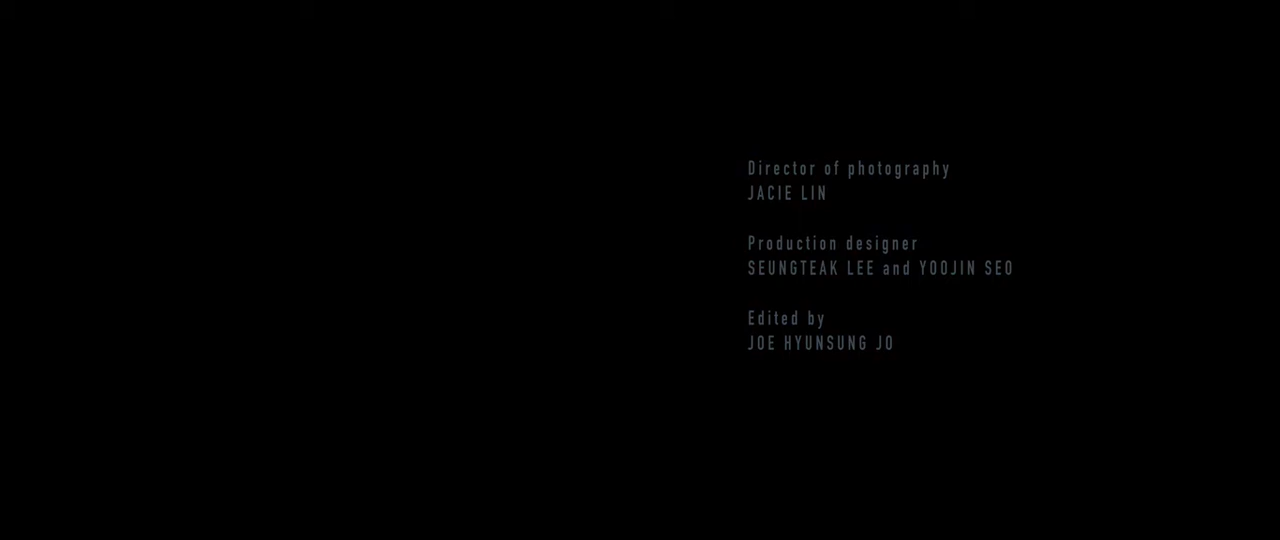 Director of photography
JACIE LIN
Production designer
SEUNGTEAK LEE and YOOJIN SEO
Edited by
JOE HYUNSUNG JO